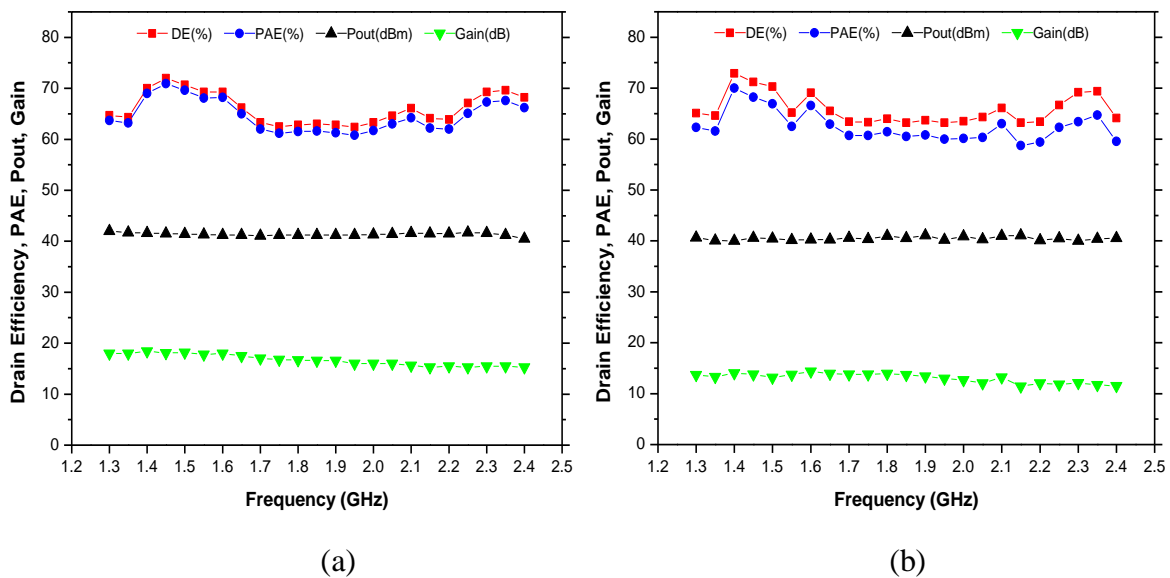 DE(%) PAE(%) Pout(dBm) Gain(dB)
80
70
60
50
40
30
20
10
0
Drain Efficiency, PAE, Pout, Gain
1.2 1.3 1.4 1.5 1.6 1.7 1.8 1.9 2.0 2.1 2.2 2.3 2.4 2.5
Frequency (GHz)
(a)
DE(%) PAE(%) Pout(dBm) Gain(dB)
80
70
60
50
40
30
20
10
0
Drain Efficiency, PAE, Pout, Gain
1.2 1.3 1.4 1.5 1.6 1.7 1.8 1.9 2.0 2.1 2.2 2.3 2.4 2.5
Frequency (GHz)
(b)